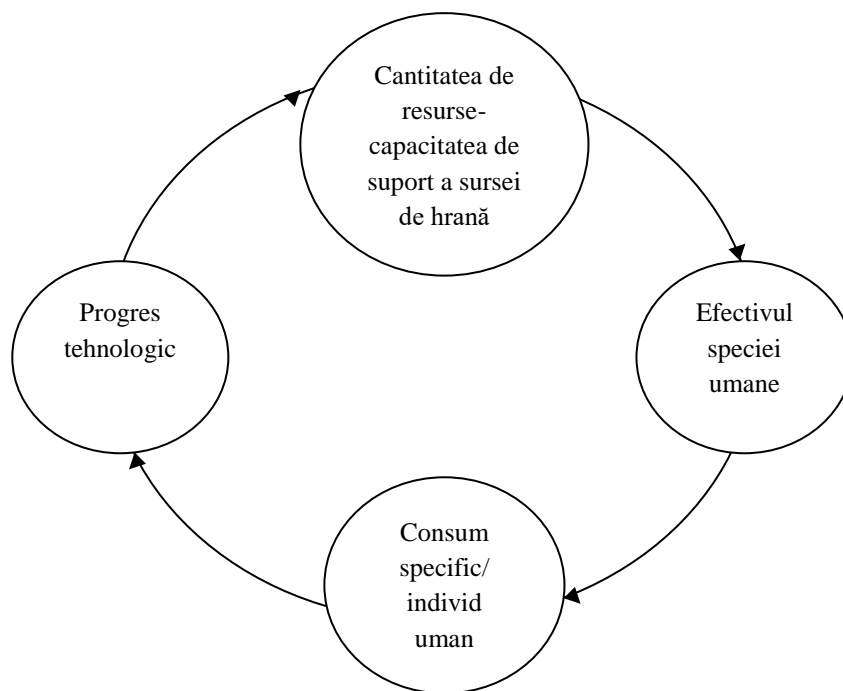 Cantitatea de
resurse-
capacitatea de
suport a sursei
de hrană
Progres
tehnologic
Efectivul
speciei
umane
Consum
specific/
individ
uman